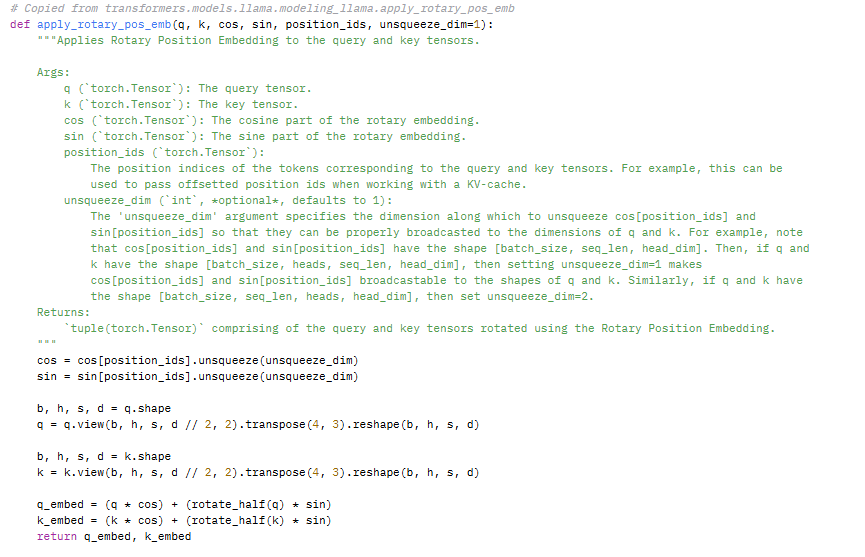 # Copied from transformers.models.llama.modeling_llama.apply_rotary_pos_emb
def apply_rotary_pos_emb(q, k, cos, sin, position_ids, unsqueeze_dim=1):
    """Applies Rotary Position Embedding to the query and key tensors.

    Args:
        q (`torch.Tensor`): The query tensor.
        k (`torch.Tensor`): The key tensor.
        cos (`torch.Tensor`): The cosine part of the rotary embedding.
        sin (`torch.Tensor`): The sine part of the rotary embedding.
        position_ids (`torch.Tensor`):
            The position indices of the tokens corresponding to the query and key tensors. For example, this can be
            used to pass offsetted position ids when working with a KV-cache.
        unsqueeze_dim (`int`, *optional*, defaults to 1):
            The 'unsqueeze_dim' argument specifies the dimension along which to unsqueeze cos[position_ids] and
            sin[position_ids] so that they can be properly broadcasted to the dimensions of q and k. For example, note
            that cos[position_ids] and sin[position_ids] have the shape [batch_size, seq_len, head_dim]. Then, if q and
            k have the shape [batch_size, heads, seq_len, head_dim], then setting unsqueeze_dim=1 makes
            cos[position_ids] and sin[position_ids] broadcastable to the shapes of q and k. Similarly, if q and k have
            the shape [batch_size, seq_len, heads, head_dim], then set unsqueeze_dim=2.
    Returns:
        `tuple(torch.Tensor)` comprising of the query and key tensors rotated using the Rotary Position Embedding.
    """
    cos = cos[position_ids].unsqueeze(unsqueeze_dim)
    sin = sin[position_ids].unsqueeze(unsqueeze_dim)

    b, h, s, d = q.shape
    q = q.view(b, h, s, d // 2, 2).transpose(4, 3).reshape(b, h, s, d)

    b, h, s, d = k.shape
    k = k.view(b, h, s, d // 2, 2).transpose(4, 3).reshape(b, h, s, d)

    q_embed = (q * cos) + (rotate_half(q) * sin)
    k_embed = (k * cos) + (rotate_half(k) * sin)
    return q_embed, k_embed